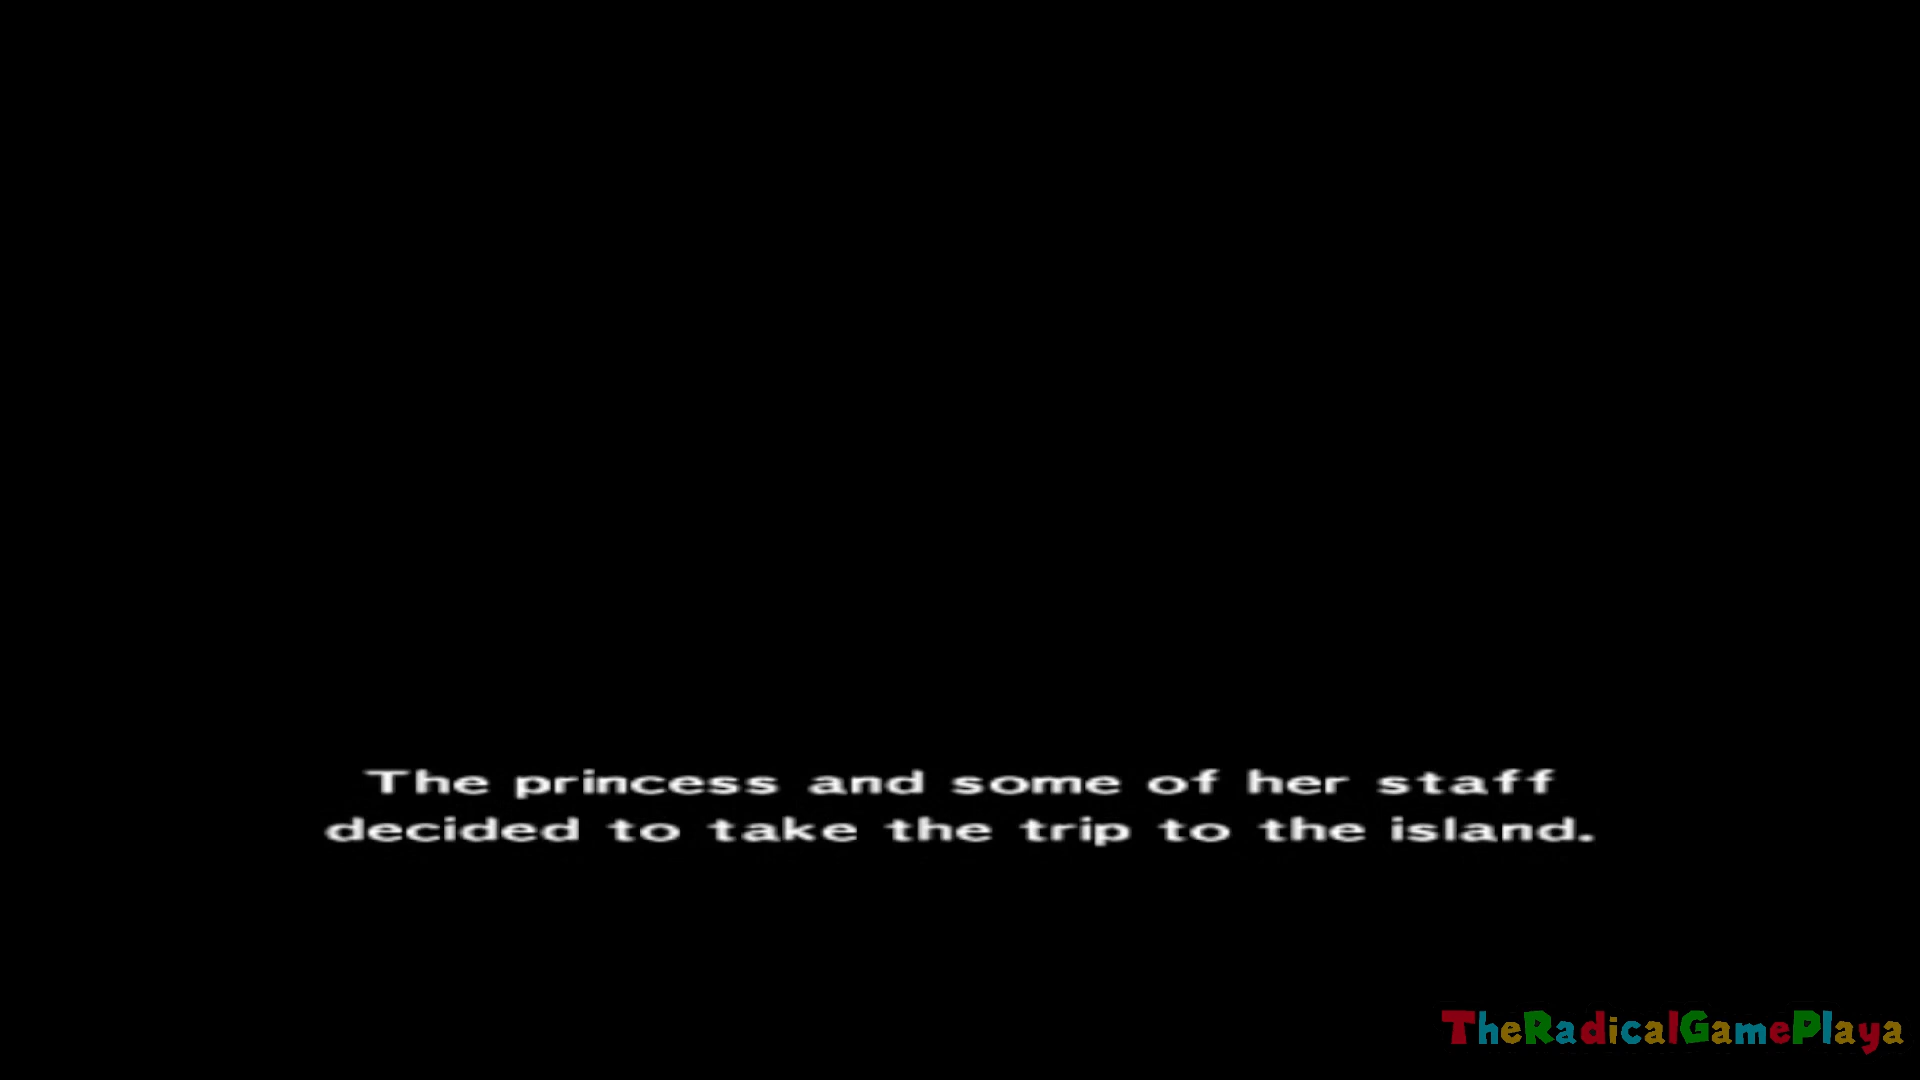 The princess and some of her staff
decided to take the trip to the island.
TheRadicalGamePlaya